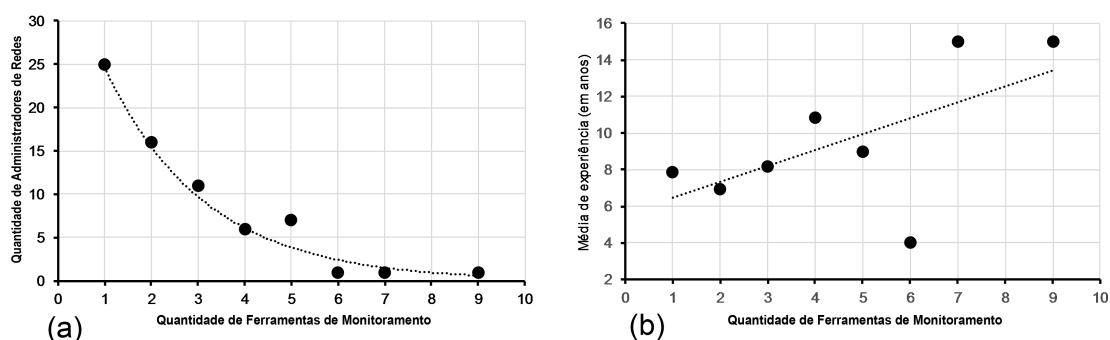 30
25
20
15
10
5
0
Quantidade de Administradores de Redes
0 1 2 3 4 5 6 7 8 9 10
Quantidade de Ferramentas de Monitoramento
(a)
16
14
12
10
8
6
4
2
Média de experiência (em anos)
0 1 2 3 4 5 6 7 8 9 10
Quantidade de Ferramentas de Monitoramento
(b)